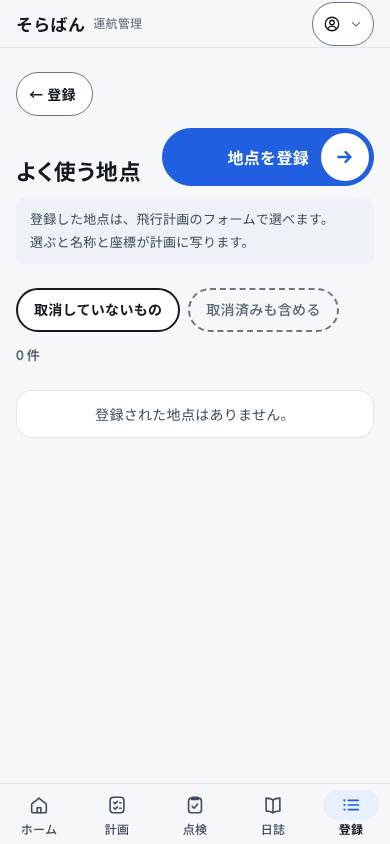 そらばん 運航管理
← 登録
よく使う地点
地点を登録
登録した地点は、飛行計画のフォームで選べます。
選ぶと名称と座標が計画に写ります。
取消していないもの 取消済みも含める
0 件
登録された地点はありません。
ホーム 計画 点検 日誌 登録